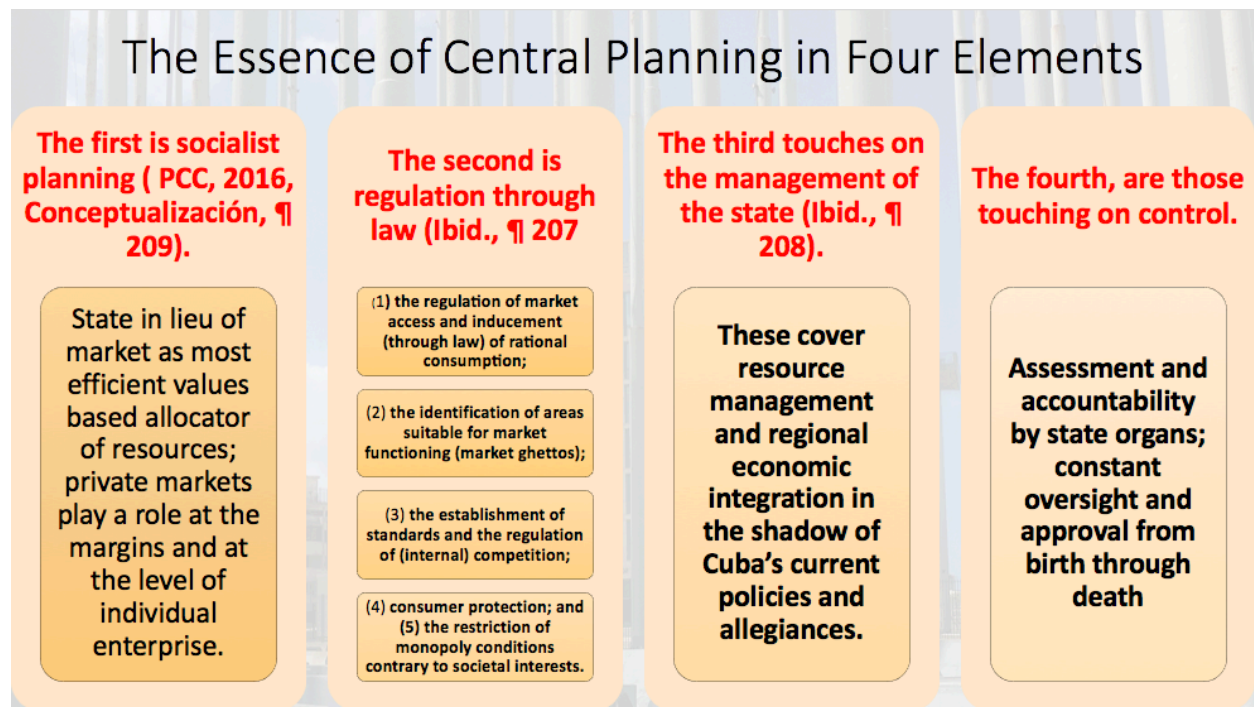 The Essence of Central Planning in Four Elements
The first is socialist
planning ( PCC, 2016,
Conceptualización, ¶
209).
State in lieu of
market as most
efficient values
based allocator
of resources;
private markets
play a role at the
margins and at
the level of
individual
enterprise.
The second is
regulation through
law (Ibid., ¶ 207
(1) the regulation of market
access and inducement
(through law) of rational
consumption;
(2) the identification of areas
suitable for market
functioning (market ghettos);
(3) the establishment of
standards and the regulation
of (internal) competition;
(4) consumer protection; and
(5) the restriction of
monopoly conditions
contrary to societal interests.
The third touches on
the management of
the state (Ibid., ¶
208).
These cover
resource
management
and regional
economic
integration in
the shadow of
Cuba’s current
policies and
allegiances.
The fourth, are those
touching on control.
Assessment and
accountability
by state organs;
constant
oversight and
approval from
birth through
death